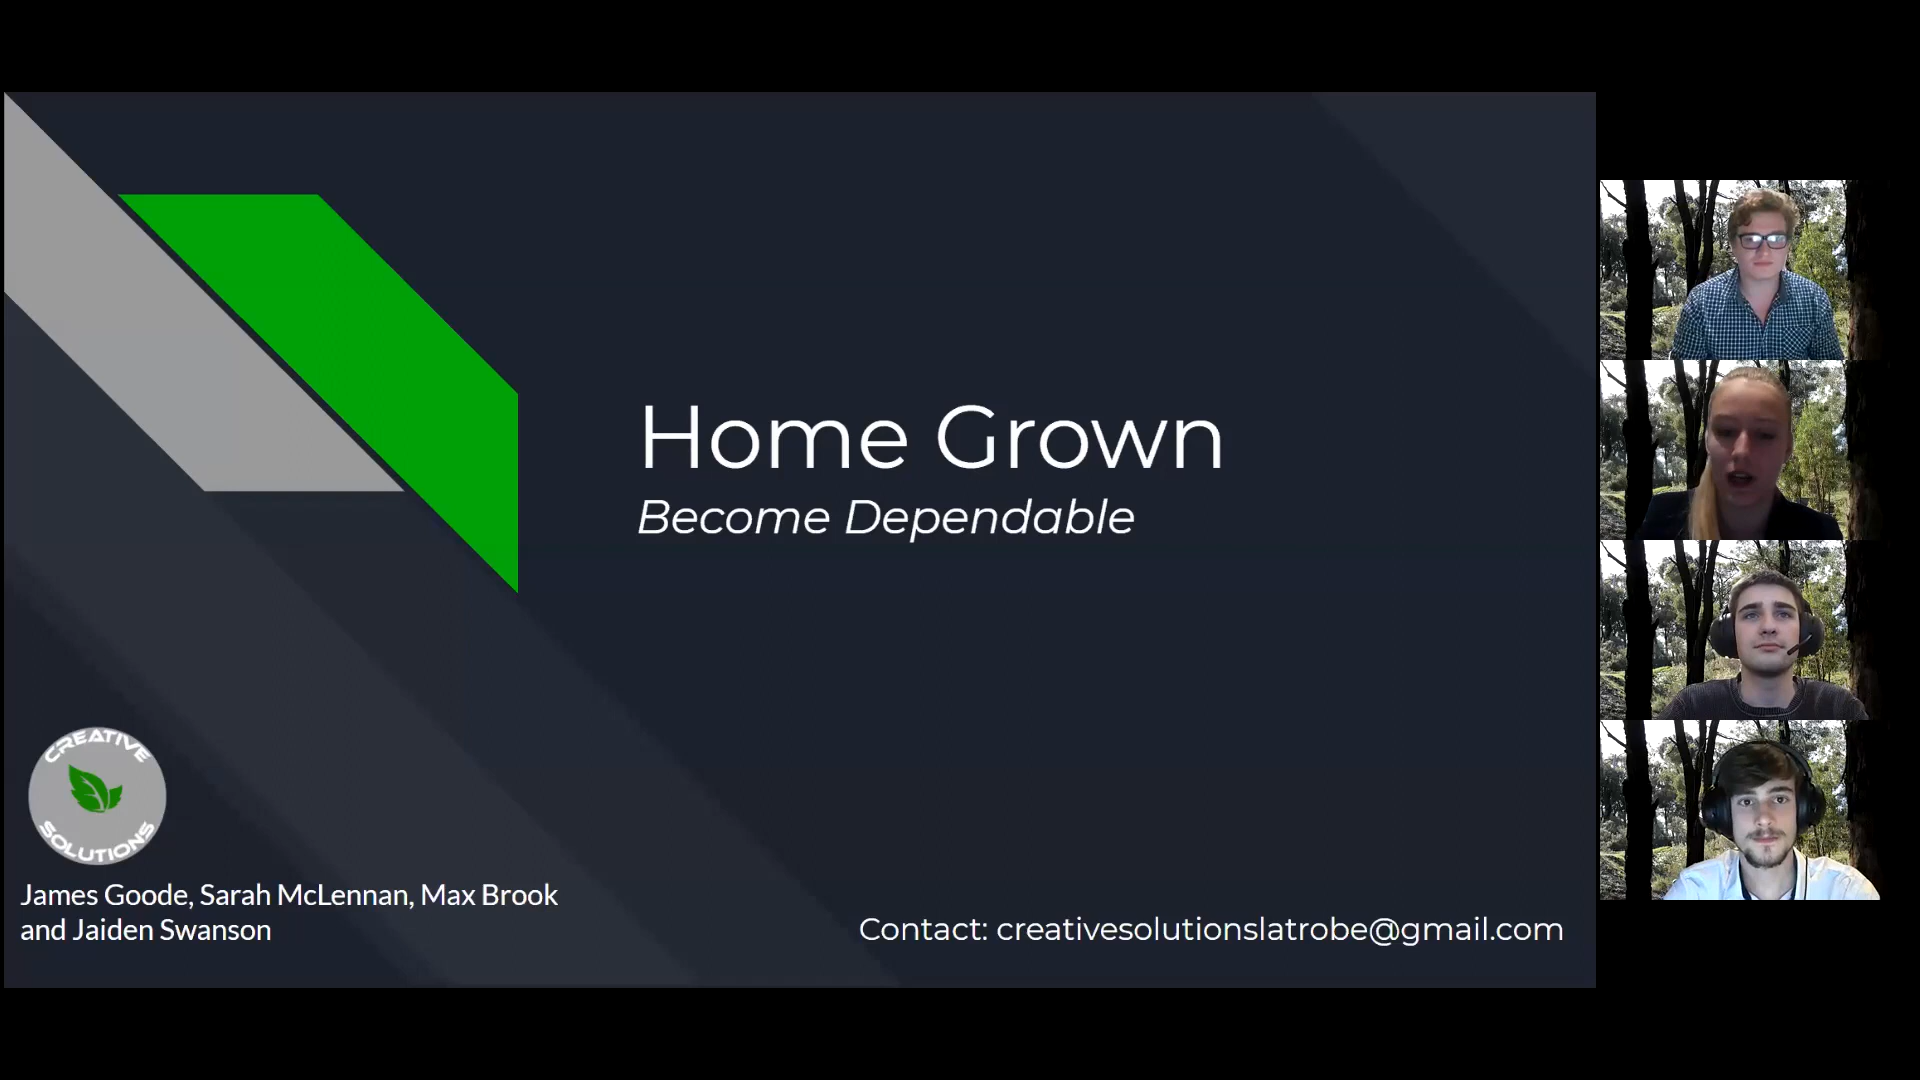 Home Grown
Become Dependable
CREATIVE
SOLUTIONS
James Goode, Sarah McLennan, Max Brook
and Jaiden Swanson
Contact: creativesolutionslatrobe@gmail.com